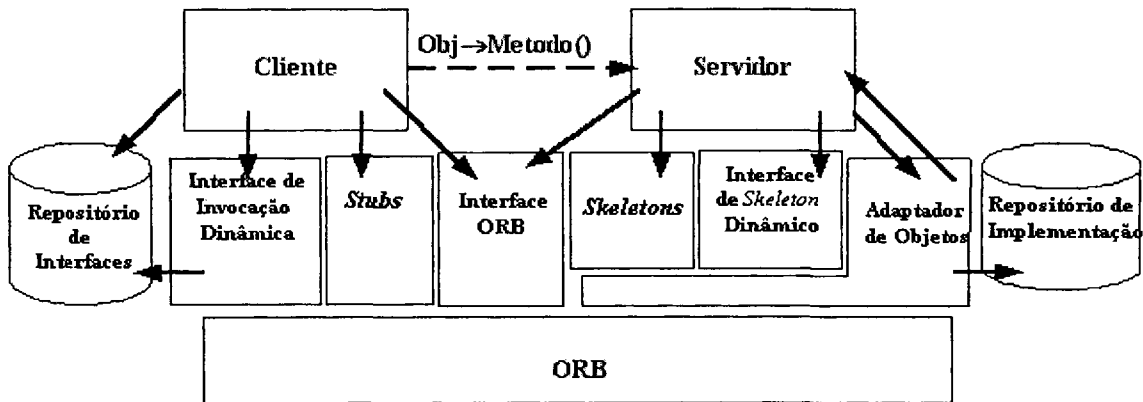 Obj→Metodo()
Cliente
Servidor
Repositório
de
Interfaces
Interface de
Invocação
Dinâmica
Stubs
Interface
ORB
Skeletons
Interface
de Skeleton
Dinâmico
Adaptador
de Objetos
Repositório de
Implementação
ORB